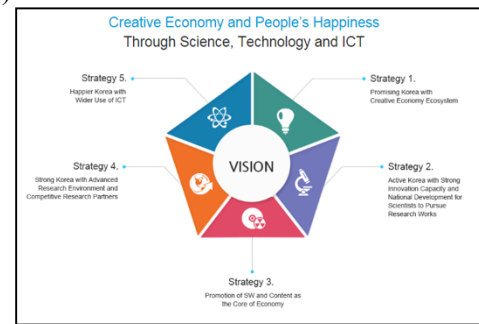 )
Creative Economy and People's Happiness
Through Science, Technology and ICT
Strategy 1.
Promising Korea with
Creative Economy Ecosystem
Strategy 2.
Active Korea with Strong
Innovation Capacity and
National Development for
Scientists to Pursue
Research Works
Strategy 3.
Promotion of SW and Content as
the Core of Economy
Strategy 4.
Strong Korea with Advanced
Research Environment and
Competitive Research Partners
Strategy 5.
Happier Korea with
Wider Use of ICT
VISION